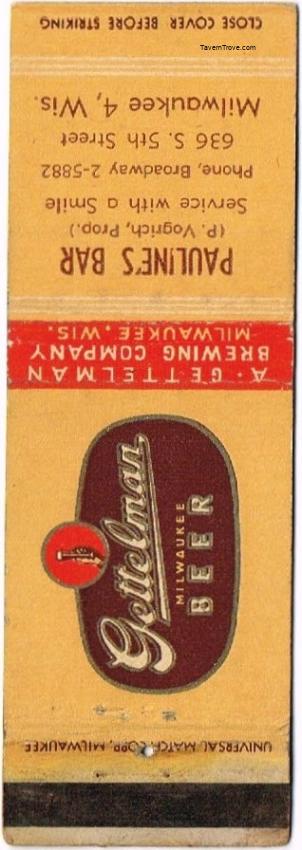 TavernTrove.com
CLOSE COVER BEFORE STRIKING
PAULINE'S BAR
(P. Vogrich, Prop.)
Service with a Smile
Phone, Broadway 2-5882
636 S. 5th Street
Milwaukee 4, Wis.
A·GETTELMAN
BREWING COMPANY
MILWAUKEE, WIS.
Gettelman
MILWAUKEE
BEER
UNIVERSAL MATCH CORP., MILWAUKEE